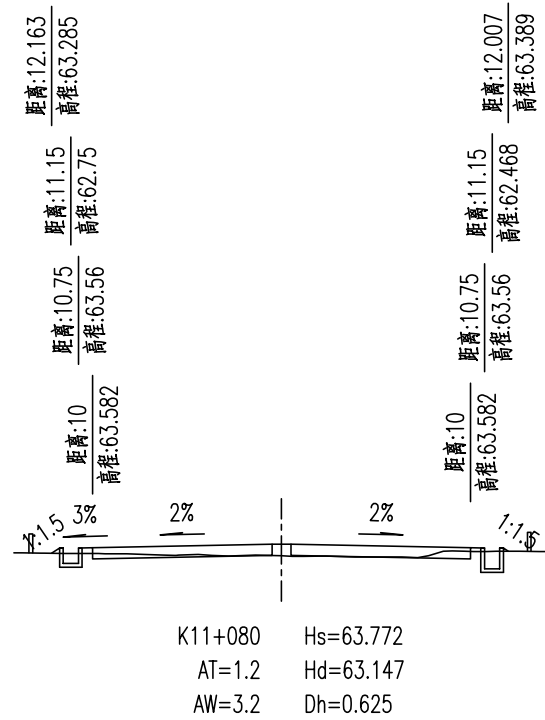 距离:12.163
高程:63.285
距离:12.007
高程:63.389
距离:11.15
高程:62.75
距离:11.15
高程:62.468
距离:10.75
高程:63.56
距离:10.75
高程:63.56
距离:10
高程:63.582
距离:10
高程:63.582
1:1.5
3%
2%
2%
1:1.5
K11+080 Hs=63.772
AT=1.2 Hd=63.147
AW=3.2 Dh=0.625